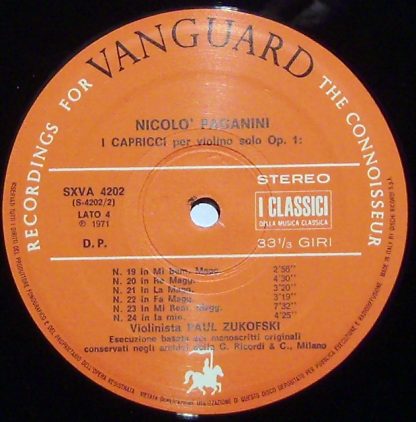 RECORDINGS FOR VANGUARD THE CONNOISSEUR
NICOLO' PAGANINI
I CAPRICCI per violino solo Op. 1:
SXVA 4202
(S-4202/2)
LATO 4
℗ 1971
D. P.
STEREO
I CLASSICI
DELLA MUSICA CLASSICA
33 1/3 GIRI
N. 19 in Mi bem. Magg. 2'56"
N. 20 in Re Magg. 4'30"
N. 21 in La Magg. 3'20"
N. 22 in Fa Magg. 3'19"
N. 23 in Mi Bem. Magg. 7'32"
N. 24 in la min. 4'25"
Violinista PAUL ZUKOFSKI
Esecuzione basata sui manoscritti originali
conservati negli archivi della G. Ricordi & C., Milano